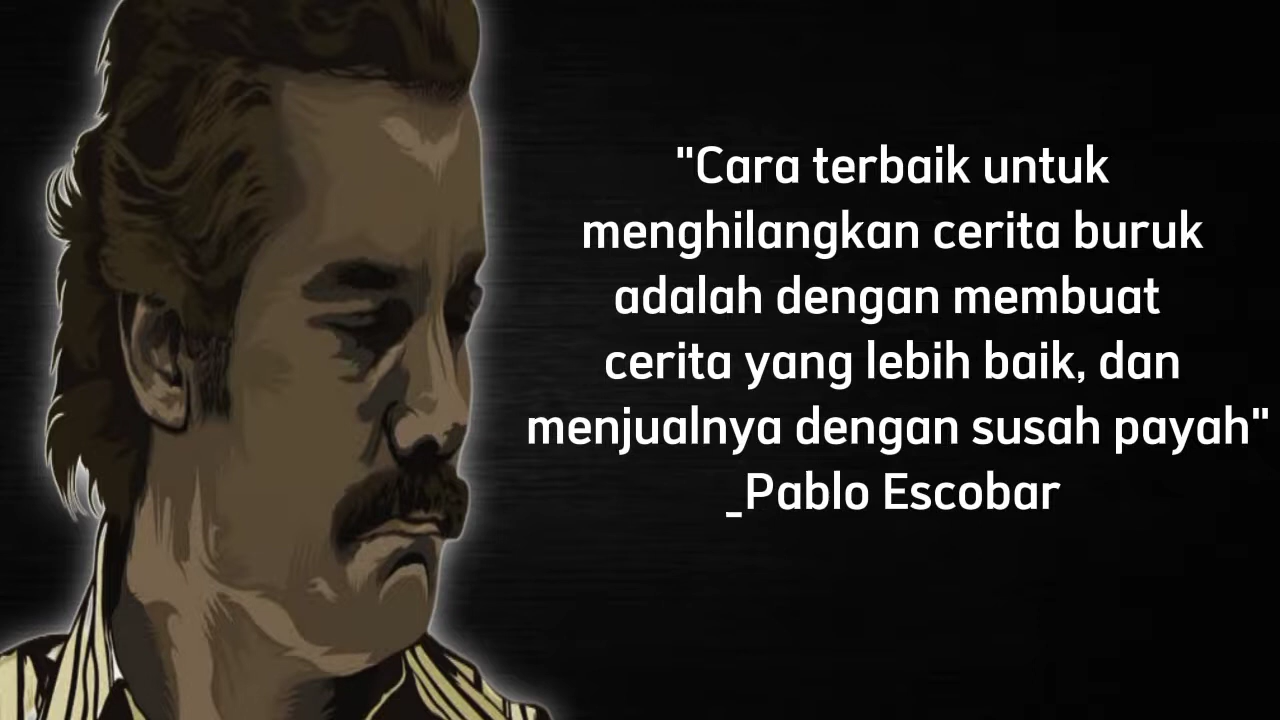 "Cara terbaik untuk
menghilangkan cerita buruk
adalah dengan membuat
cerita yang lebih baik, dan
menjualnya dengan susah payah"
_Pablo Escobar